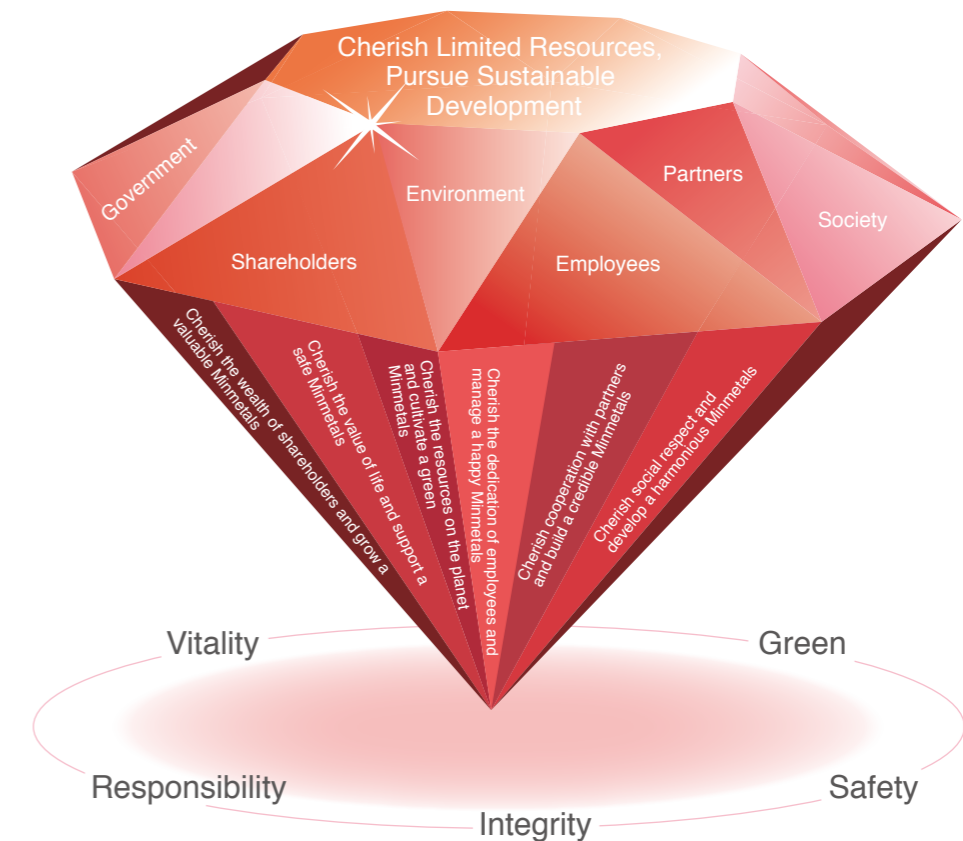 Cherish Limited Resources,
Pursue Sustainable
Development
Government
Shareholders
Environment
Employees
Partners
Society
Cherish the wealth of shareholders and grow a
valuable Minmetals
Cherish the value of life and support a
safe Minmetals
Cherish the resources on the planet
and cultivate a green
Minmetals
Cherish the dedication of employees and
manage a happy Minmetals
Cherish cooperation with partners
and build a credible Minmetals
Cherish social respect and
develop a harmonious Minmetals
Vitality
Green
Responsibility
Safety
Integrity